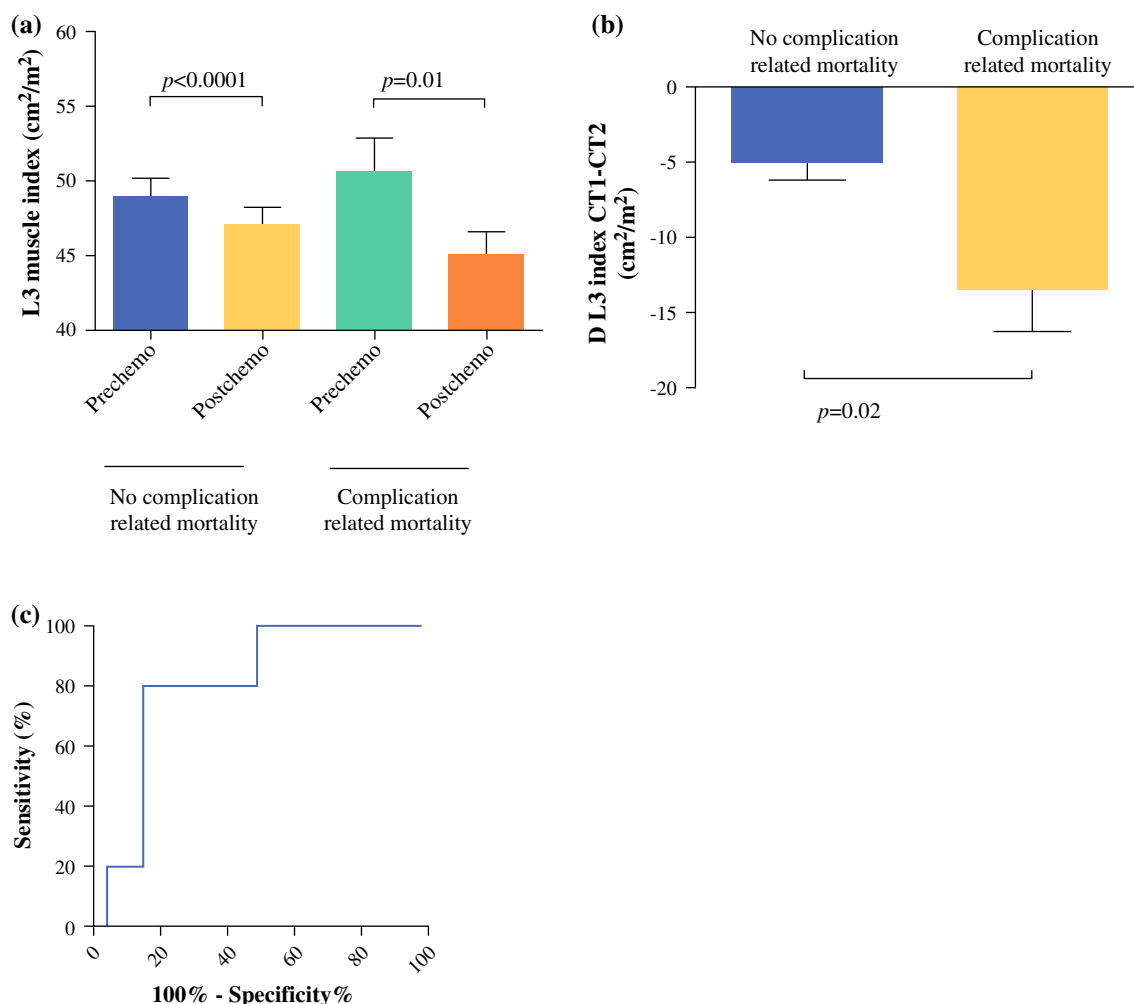 (a)
L3 muscle index (cm²/m²)
60
55
50
45
40
p<0.0001
p=0.01
Prechemo
Postchemo
Prechemo
Postchemo
No complication
related mortality
Complication
related mortality
(b)
No complication
related mortality
Complication
related mortality
D L3 index CT1-CT2
(cm²/m²)
0
-5
-10
-15
-20
p=0.02
(c)
Sensitivity (%)
100
80
60
40
20
0
0
20
40
60
80
100
100% - Specificity%